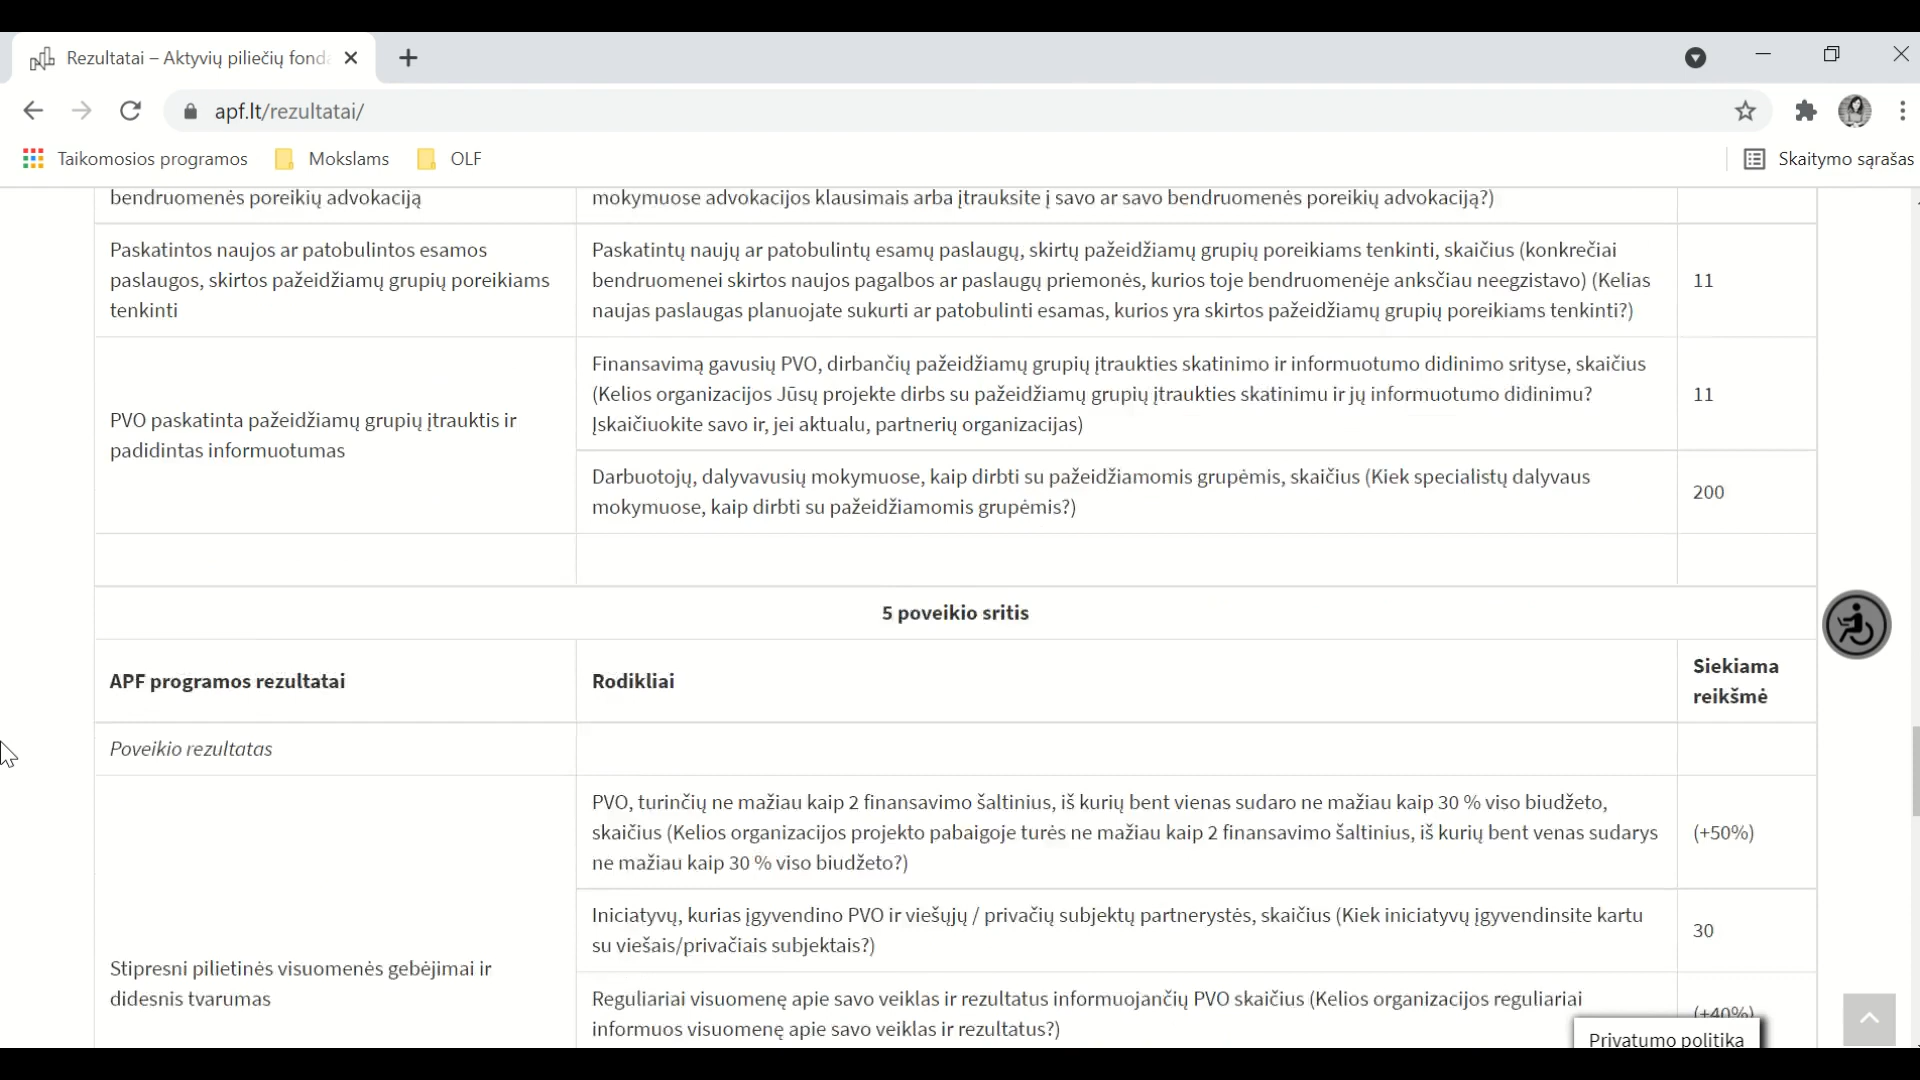 Rezultatai – Aktyvių piliečių fonda
apf.lt/rezultatai/
Taikomosios programos
Mokslams
OLF
Skaitymo sąrašas
bendruomenės poreikių advokaciją
mokymuose advokacijos klausimais arba įtrauksite į savo ar savo bendruomenės poreikių advokaciją?)
Paskatintos naujos ar patobulintos esamos
paslaugos, skirtos pažeidžiamų grupių poreikiams
tenkinti
Paskatintų naujų ar patobulintų esamų paslaugų, skirtų pažeidžiamų grupių poreikiams tenkinti, skaičius (konkrečiai
bendruomenei skirtos naujos pagalbos ar paslaugų priemonės, kurios toje bendruomenėje anksčiau neegzistavo) (Kelias
naujas paslaugas planuojate sukurti ar patobulinti esamas, kurios yra skirtos pažeidžiamų grupių poreikiams tenkinti?)
11
PVO paskatinta pažeidžiamų grupių įtrauktis ir
padidintas informuotumas
Finansavimą gavusių PVO, dirbančių pažeidžiamų grupių įtraukties skatinimo ir informuotumo didinimo srityse, skaičius
(Kelios organizacijos Jūsų projekte dirbs su pažeidžiamų grupių įtraukties skatinimu ir jų informuotumo didinimu?
Įskaičiuokite savo ir, jei aktualu, partnerių organizacijas)
11
Darbuotojų, dalyvavusių mokymuose, kaip dirbti su pažeidžiamomis grupėmis, skaičius (Kiek specialistų dalyvaus
mokymuose, kaip dirbti su pažeidžiamomis grupėmis?)
200
5 poveikio sritis
APF programos rezultatai
Rodikliai
Siekiama
reikšmė
Poveikio rezultatas
PVO, turinčių ne mažiau kaip 2 finansavimo šaltinius, iš kurių bent vienas sudaro ne mažiau kaip 30 % viso biudžeto,
skaičius (Kelios organizacijos projekto pabaigoje turės ne mažiau kaip 2 finansavimo šaltinius, iš kurių bent venas sudarys
ne mažiau kaip 30 % viso biudžeto?)
(+50%)
Iniciatyvų, kurias įgyvendino PVO ir viešųjų / privačių subjektų partnerystės, skaičius (Kiek iniciatyvų įgyvendinsite kartu
su viešais/privačiais subjektais?)
30
Stipresni pilietinės visuomenės gebėjimai ir
didesnis tvarumas
Reguliariai visuomenę apie savo veiklas ir rezultatus informuojančių PVO skaičius (Kelios organizacijos reguliariai
informuos visuomenę apie savo veiklas ir rezultatus?)
(+40%)
Privatumo politika